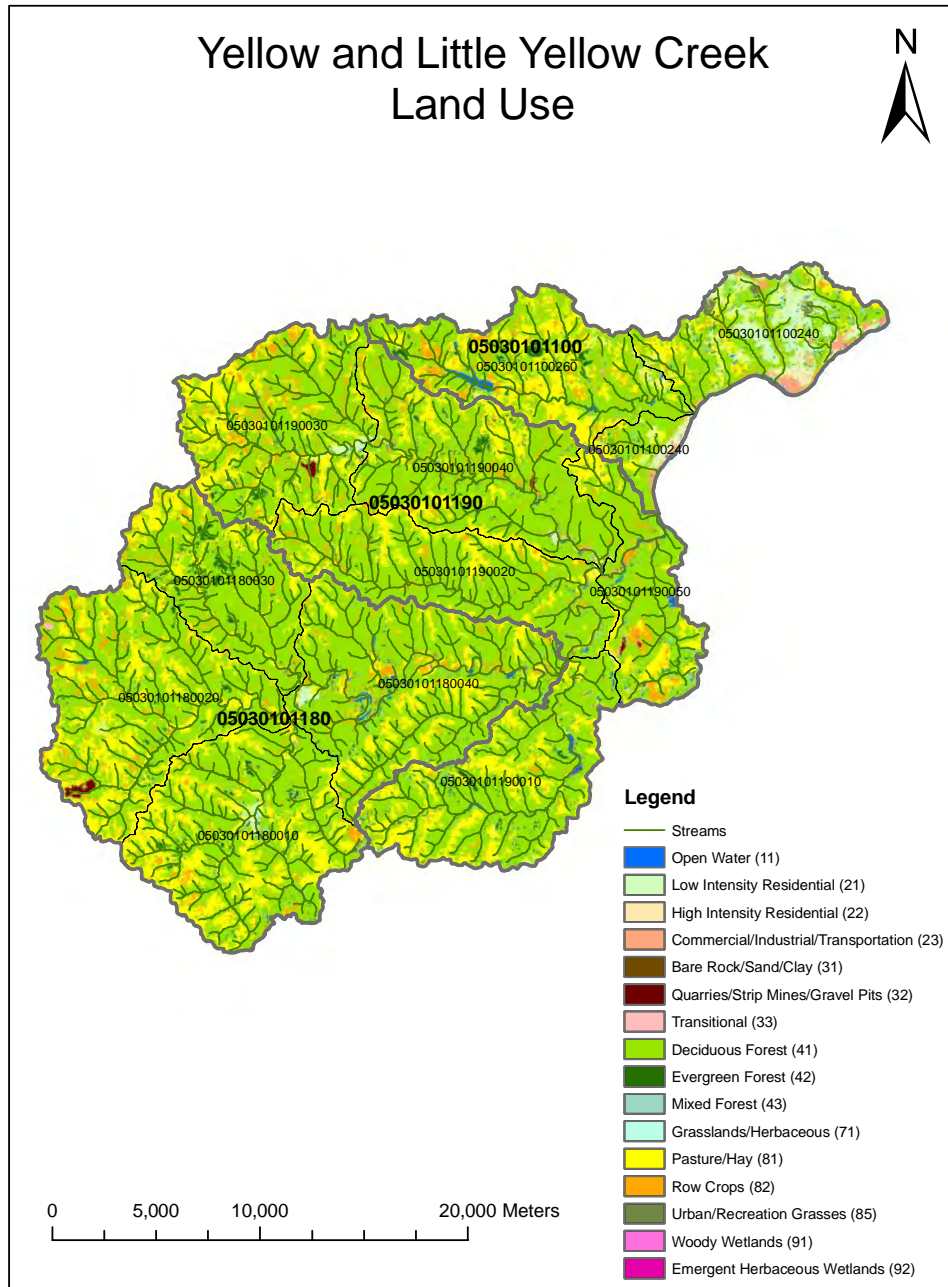 Yellow and Little Yellow Creek
Land Use
N
05030101100240
05030101100
05030101100260
05030101190030
05030101100240
05030101190040
05030101190
05030101190020
05030101180030
05030101190050
05030101180040
05030101180020
05030101180
05030101190010
05030101180010
Legend
Streams
Open Water (11)
Low Intensity Residential (21)
High Intensity Residential (22)
Commercial/Industrial/Transportation (23)
Bare Rock/Sand/Clay (31)
Quarries/Strip Mines/Gravel Pits (32)
Transitional (33)
Deciduous Forest (41)
Evergreen Forest (42)
Mixed Forest (43)
Grasslands/Herbaceous (71)
Pasture/Hay (81)
Row Crops (82)
Urban/Recreation Grasses (85)
Woody Wetlands (91)
Emergent Herbaceous Wetlands (92)
0 5,000 10,000 20,000 Meters